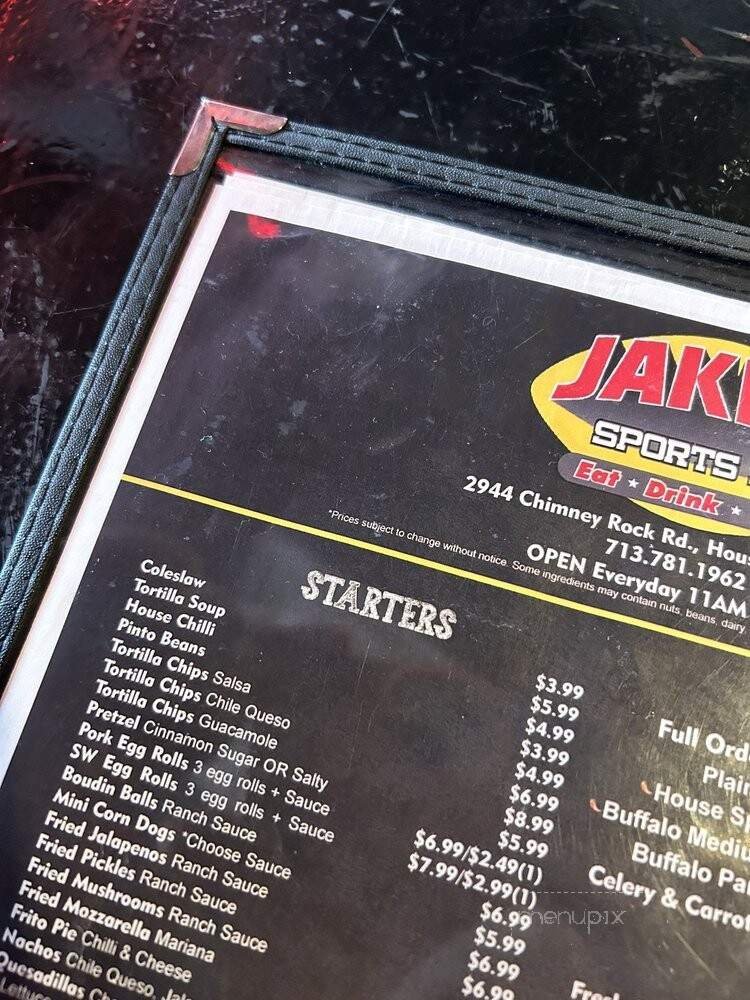 JAK
SPORTS
Eat ★ Drink ★
2944 Chimney Rock Rd.,
713.781.1962
OPEN Everyday 11AM
*Prices subject to change without notice. Some ingredients may contain nuts, beans, dairy
STARTERS
Coleslaw $3.99
Tortilla Soup $5.99
House Chilli $4.99
Pinto Beans $3.99
Tortilla Chips Salsa $4.99
Tortilla Chips Chile Queso $6.99
Tortilla Chips Guacamole $8.99
Pretzel Cinnamon Sugar OR Salty $5.99
Pork Egg Rolls 3 egg rolls + Sauce $6.99/$2.49(1)
SW Egg Rolls 3 egg rolls + Sauce $7.99/$2.99(1)
Boudin Balls Ranch Sauce $6.99
Mini Corn Dogs *Choose Sauce $5.99
Fried Jalapenos Ranch Sauce $6.99
Fried Pickles Ranch Sauce $6.99
Fried Mushrooms Ranch Sauce
Fried Mozzarella Mariana
Frito Pie Chilli & Cheese
Nachos Chile Queso,
Quesadillas
Full
Plain
House
Buffalo
Buffalo
Celery &
menupix